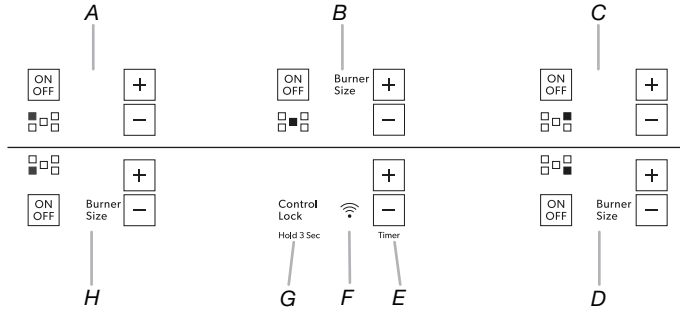 A
B
C
ON
OFF
+
ON
OFF
Burner
Size
+
ON
OFF
+
−
−
−
+
+
+
ON
OFF
Burner
Size
−
Control
Lock
Hold 3 Sec
−
Timer
ON
OFF
Burner
Size
−
H
G
F
E
D